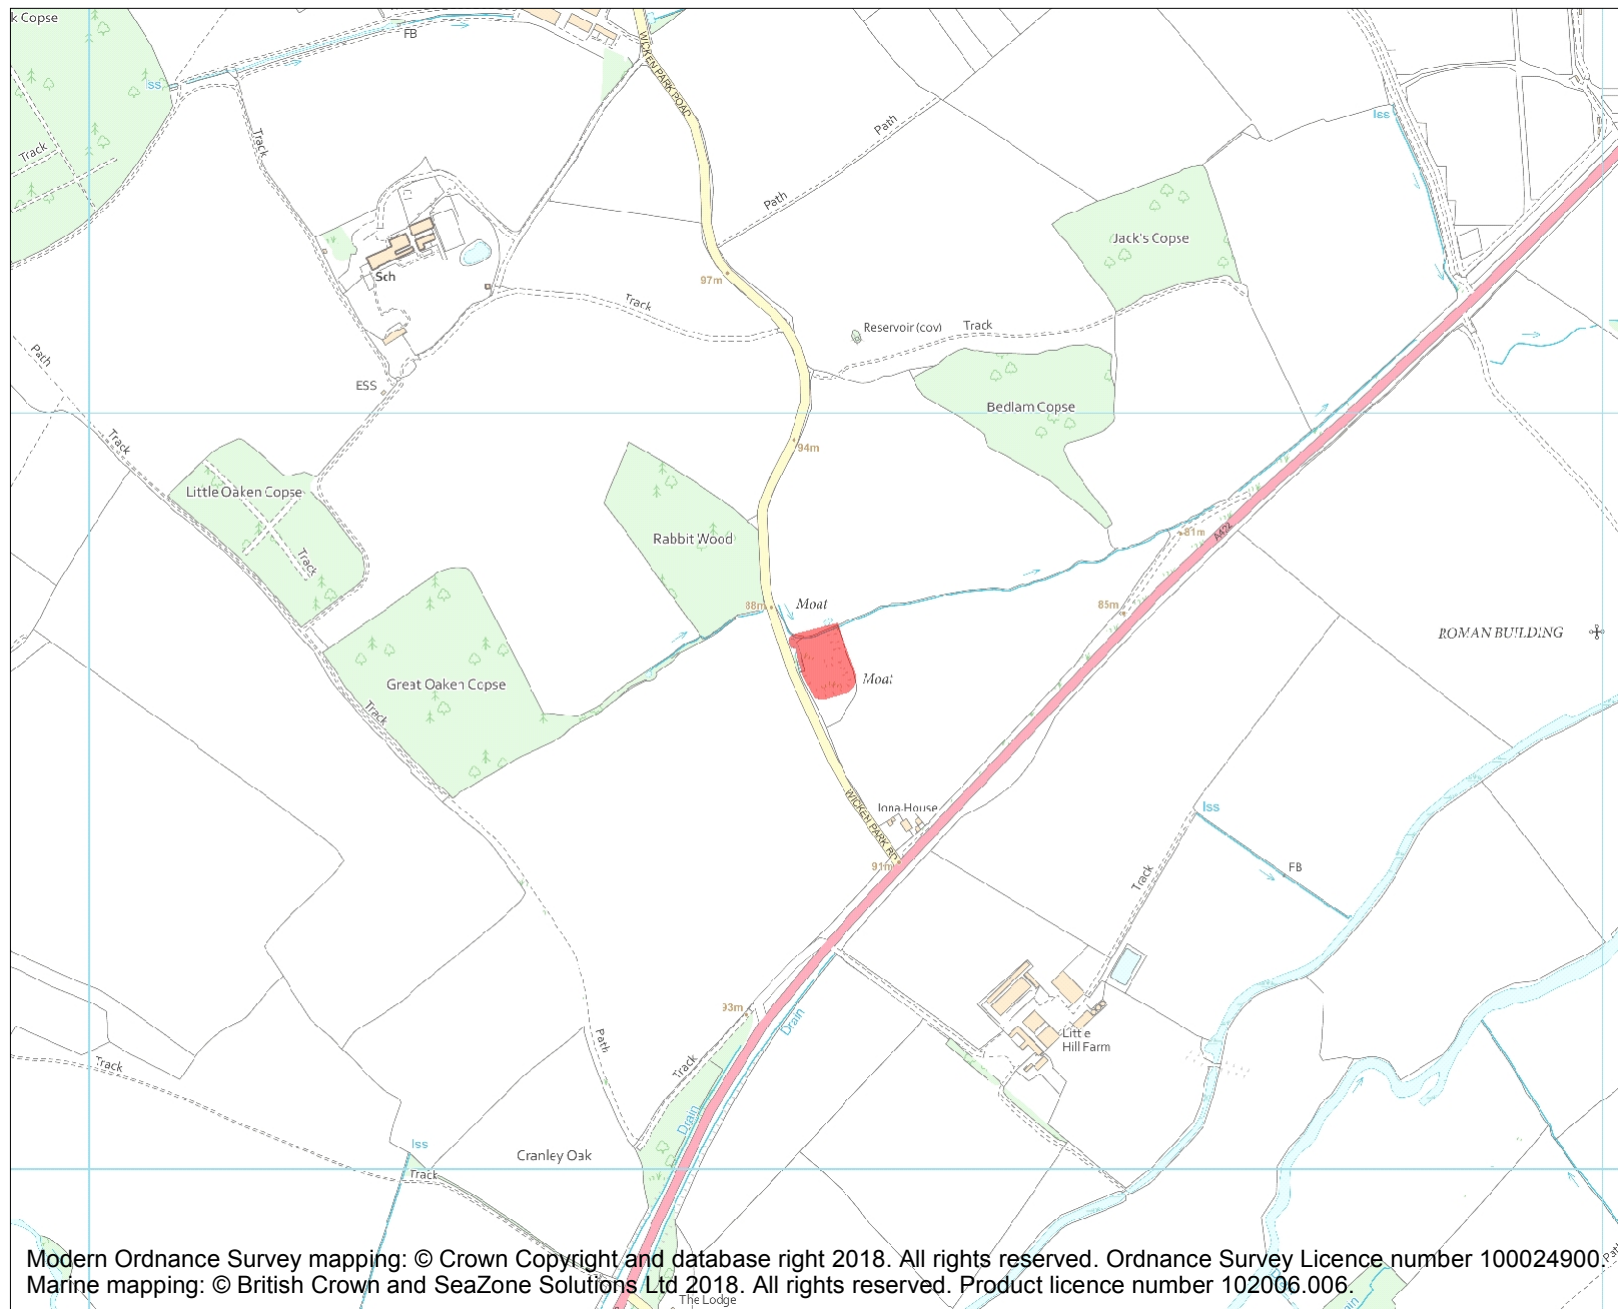 k Copse
FB
WICKEN PARK ROAD
Iss
Track
Track
Path
Iss
Path
Jack's Copse
Sch
97m
Track
Reservoir (cov)
Track
Path
ESS
Bedlam Copse
Track
94m
Little Oaken Copse
Rabbit Wood
81m
A422
Track
88m
Moat
85m
ROMAN BUILDING
Great Oaken Copse
Moat
Track
Iona House
WICKEN PARK RD
Iss
91m
FB
Track
93m
Drain
Little
Hill Farm
Path
Track
Track
Drain
Iss
Cranley Oak
Track
Modern Ordnance Survey mapping: © Crown Copyright and database right 2018. All rights reserved. Ordnance Survey Licence number 100024900.
Marine mapping: © British Crown and SeaZone Solutions Ltd 2018. All rights reserved. Product licence number 102006.006.
The Lodge